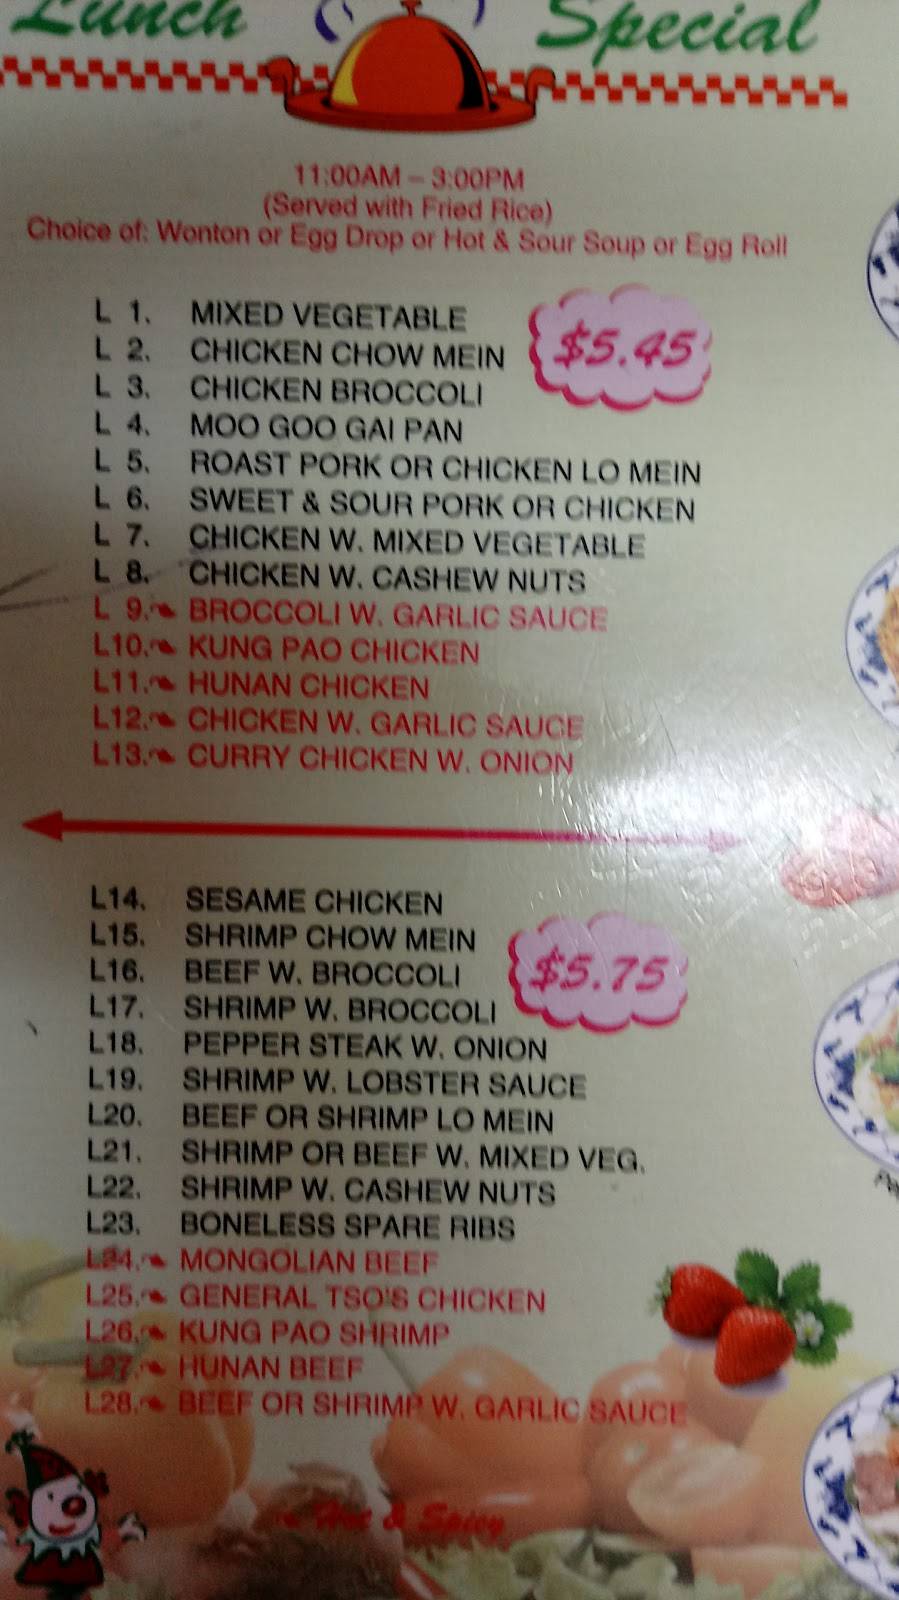 Lunch Special
11:00AM – 3:00PM
(Served with Fried Rice)
Choice of: Wonton or Egg Drop or Hot & Sour Soup or Egg Roll
L 1. MIXED VEGETABLE
$5.45
L 2. CHICKEN CHOW MEIN
L 3. CHICKEN BROCCOLI
L 4. MOO GOO GAI PAN
L 5. ROAST PORK OR CHICKEN LO MEIN
L 6. SWEET & SOUR PORK OR CHICKEN
L 7. CHICKEN W. MIXED VEGETABLE
L 8. CHICKEN W. CASHEW NUTS
L 9. BROCCOLI W. GARLIC SAUCE
L10. KUNG PAO CHICKEN
L11. HUNAN CHICKEN
L12. CHICKEN W. GARLIC SAUCE
L13. CURRY CHICKEN W. ONION
L14. SESAME CHICKEN
L15. SHRIMP CHOW MEIN
$5.75
L16. BEEF W. BROCCOLI
L17. SHRIMP W. BROCCOLI
L18. PEPPER STEAK W. ONION
L19. SHRIMP W. LOBSTER SAUCE
L20. BEEF OR SHRIMP LO MEIN
L21. SHRIMP OR BEEF W. MIXED VEG.
L22. SHRIMP W. CASHEW NUTS
L23. BONELESS SPARE RIBS
L24. MONGOLIAN BEEF
L25. GENERAL TSO'S CHICKEN
L26. KUNG PAO SHRIMP
L27. HUNAN BEEF
L28. BEEF OR SHRIMP W. GARLIC SAUCE
Hot & Spicy